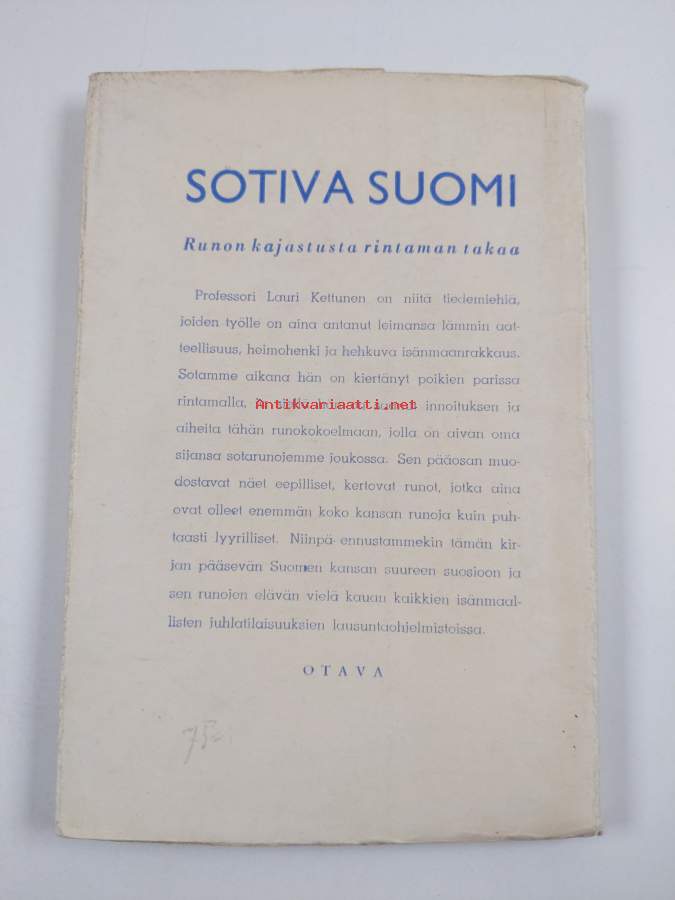 SOTIVA SUOMI
Runon kajastusta rintaman takaa
Professori Lauri Kettunen on niitä tiedemiehiä,
joiden työlle on aina antanut leimansa lämmin aat-
teellisuus, heimohenki ja hehkuva isänmaanrakkaus.
Sotamme aikana hän on kiertänyt poikien parissa
rintamalla, innoituksen ja
Antikvariaatti.net
aiheita tähän runokokoelmaan, jolla on aivan oma
sijansa sotarunojemme joukossa. Sen pääosan muo-
dostavat näet eepilliset, kertovat runot, jotka aina
ovat olleet enemmän koko kansan runoja kuin puh-
taasti lyyrilliset. Niinpä ennustammekin tämän kir-
jan pääsevän Suomen kansan suureen suosioon ja
sen runojen elävän vielä kauan kaikkien isänmaal-
listen juhlatilaisuuksien lausuntaohjelmistoissa.
OTAVA
75-